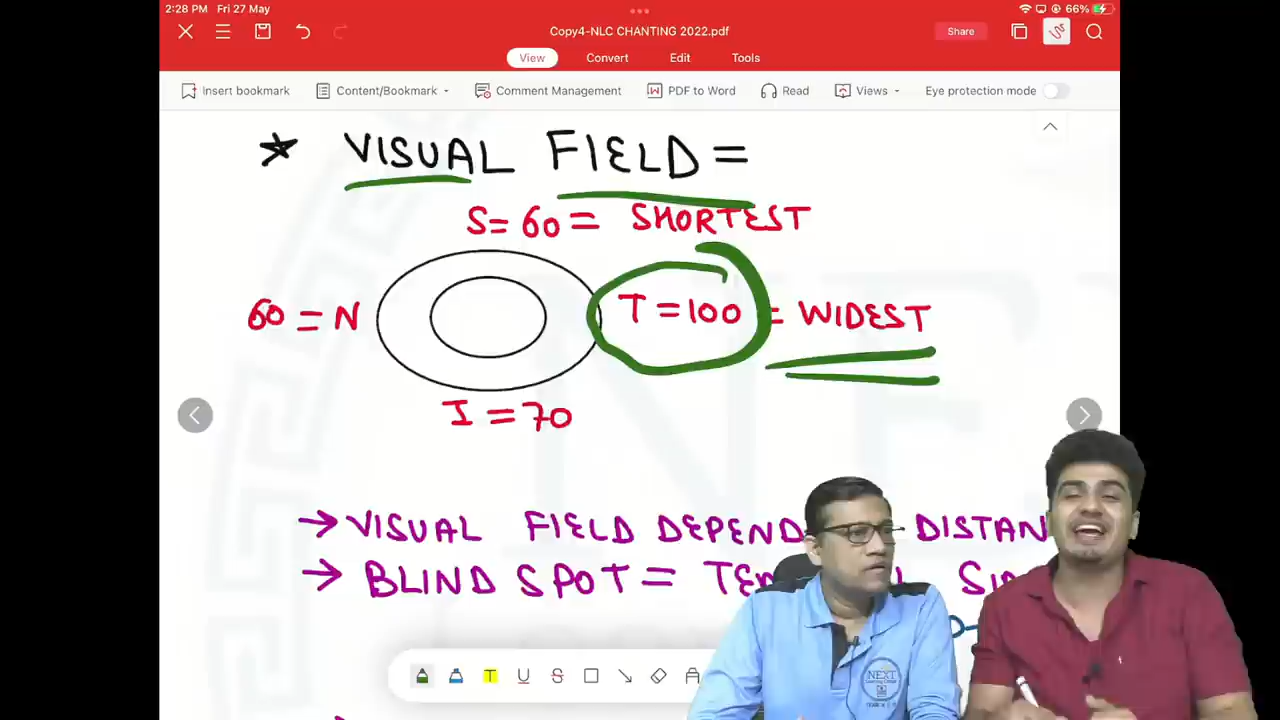 2:28 PM Fri 27 May
66%
Copy4-NLC CHANTING 2022.pdf
Share
View Convert Edit Tools
Insert bookmark Content/Bookmark Comment Management PDF to Word Read Views Eye protection mode
* VISUAL FIELD =
S = 60 = SHORTEST
60 = N
T = 100 = WIDEST
I = 70
→ VISUAL FIELD DEPEND DISTAN
→ BLIND SPOT = TE
T U S
NEXT